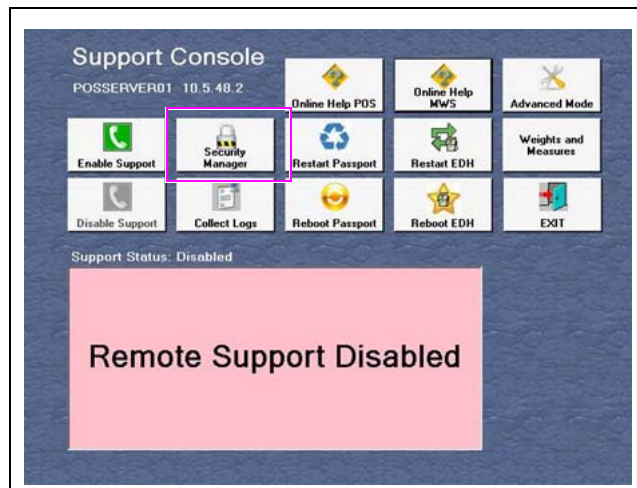 Support Console
POSSERVER01 10.5.48.2
Online Help POS
Online Help
MWS
Advanced Mode
Enable Support
Security
Manager
Restart Passport
Restart EDH
Weights and
Measures
Disable Support
Collect Logs
Reboot Passport
Reboot EDH
EXIT
Support Status: Disabled
Remote Support Disabled